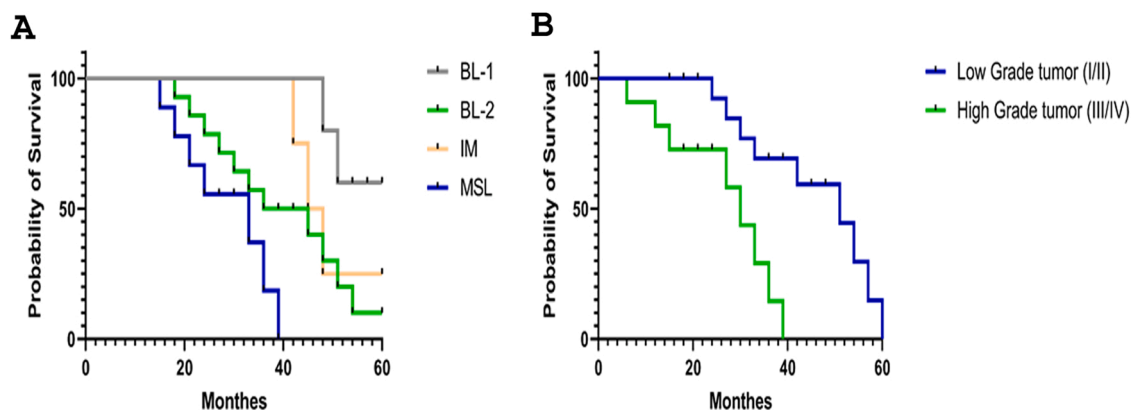 A
Probability of Survival
100
50
0
0 20 40 60
Monthes
BL-1
BL-2
IM
MSL
B
Probability of Survival
100
50
0
0 20 40 60
Monthes
Low Grade tumor (I/II)
High Grade tumor (III/IV)